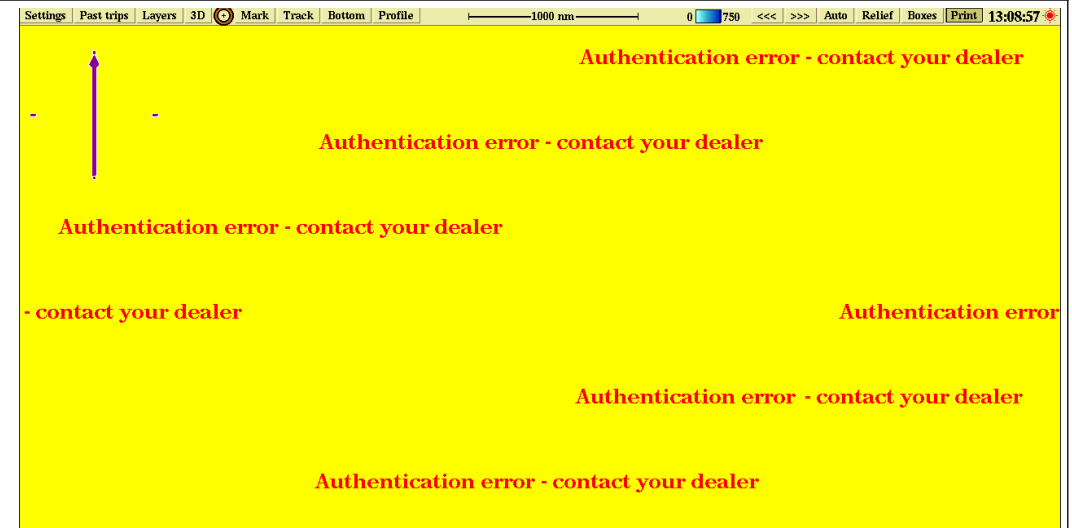 Settings Past trips Layers 3D Mark Track Bottom Profile 1000 nm 0 750 <<< >>> Auto Relief Boxes Print 13:08:57
Authentication error - contact your dealer
Authentication error - contact your dealer
Authentication error - contact your dealer
- contact your dealer Authentication error
Authentication error - contact your dealer
Authentication error - contact your dealer